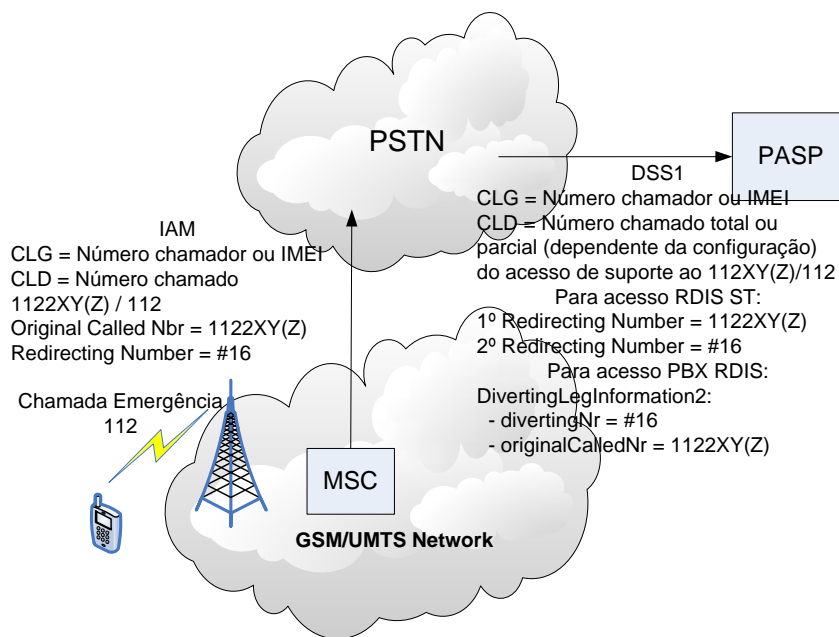 PSTN
PASP
DSS1
CLG = Número chamador ou IMEI
CLD = Número chamado total ou
parcial (dependente da configuração)
do acesso de suporte ao 112XY(Z)/112
Para acesso RDIS ST:
1º Redirecting Number = 1122XY(Z)
2º Redirecting Number = #16
Para acesso PBX RDIS:
DivertingLegInformation2:
- divertingNr = #16
- originalCalledNr = 1122XY(Z)
IAM
CLG = Número chamador ou IMEI
CLD = Número chamado
1122XY(Z) / 112
Original Called Nbr = 1122XY(Z)
Redirecting Number = #16
Chamada Emergência
112
MSC
GSM/UMTS Network